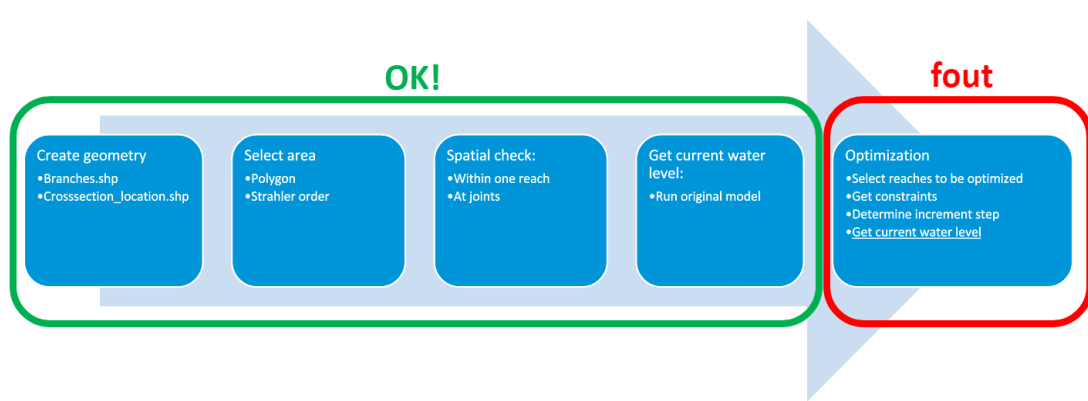 OK!
fout
Create geometry
•Branches.shp
•Crosssection_location.shp
Select area
•Polygon
•Strahler order
Spatial check:
•Within one reach
•At joints
Get current water
level:
•Run original model
Optimization
•Select reaches to be optimized
•Get constraints
•Determine increment step
•Get current water level